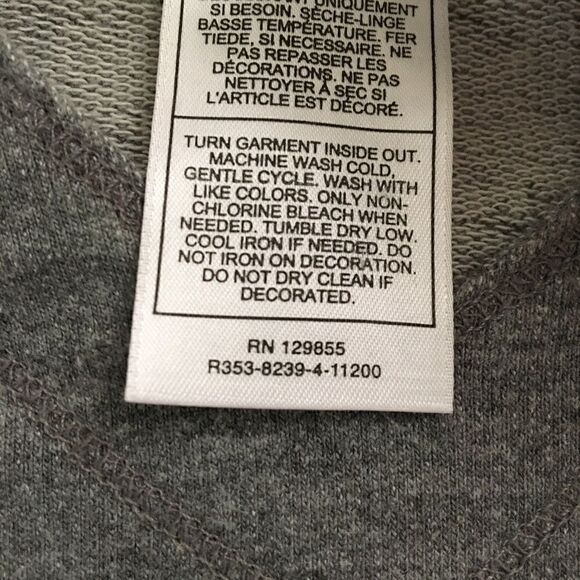 UNIQUEMENT
SI BESOIN. SÈCHE-LINGE
BASSE TEMPÉRATURE. FER
TIEDE, SI NECESSAIRE. NE
PAS REPASSER LES
DÉCORATIONS. NE PAS
NETTOYER À SEC SI
L'ARTICLE EST DÉCORÉ.
TURN GARMENT INSIDE OUT.
MACHINE WASH COLD,
GENTLE CYCLE. WASH WITH
LIKE COLORS. ONLY NON-
CHLORINE BLEACH WHEN
NEEDED. TUMBLE DRY LOW.
COOL IRON IF NEEDED. DO
NOT IRON ON DECORATION.
DO NOT DRY CLEAN IF
DECORATED.
RN 129855
R353-8239-4-11200